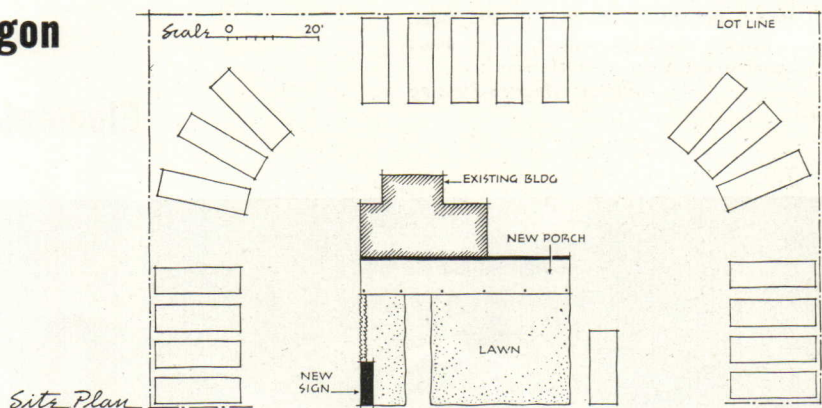 gon
Scale 0 20'
LOT LINE
EXISTING BLDG
NEW PORCH
LAWN
NEW
SIGN
Site Plan